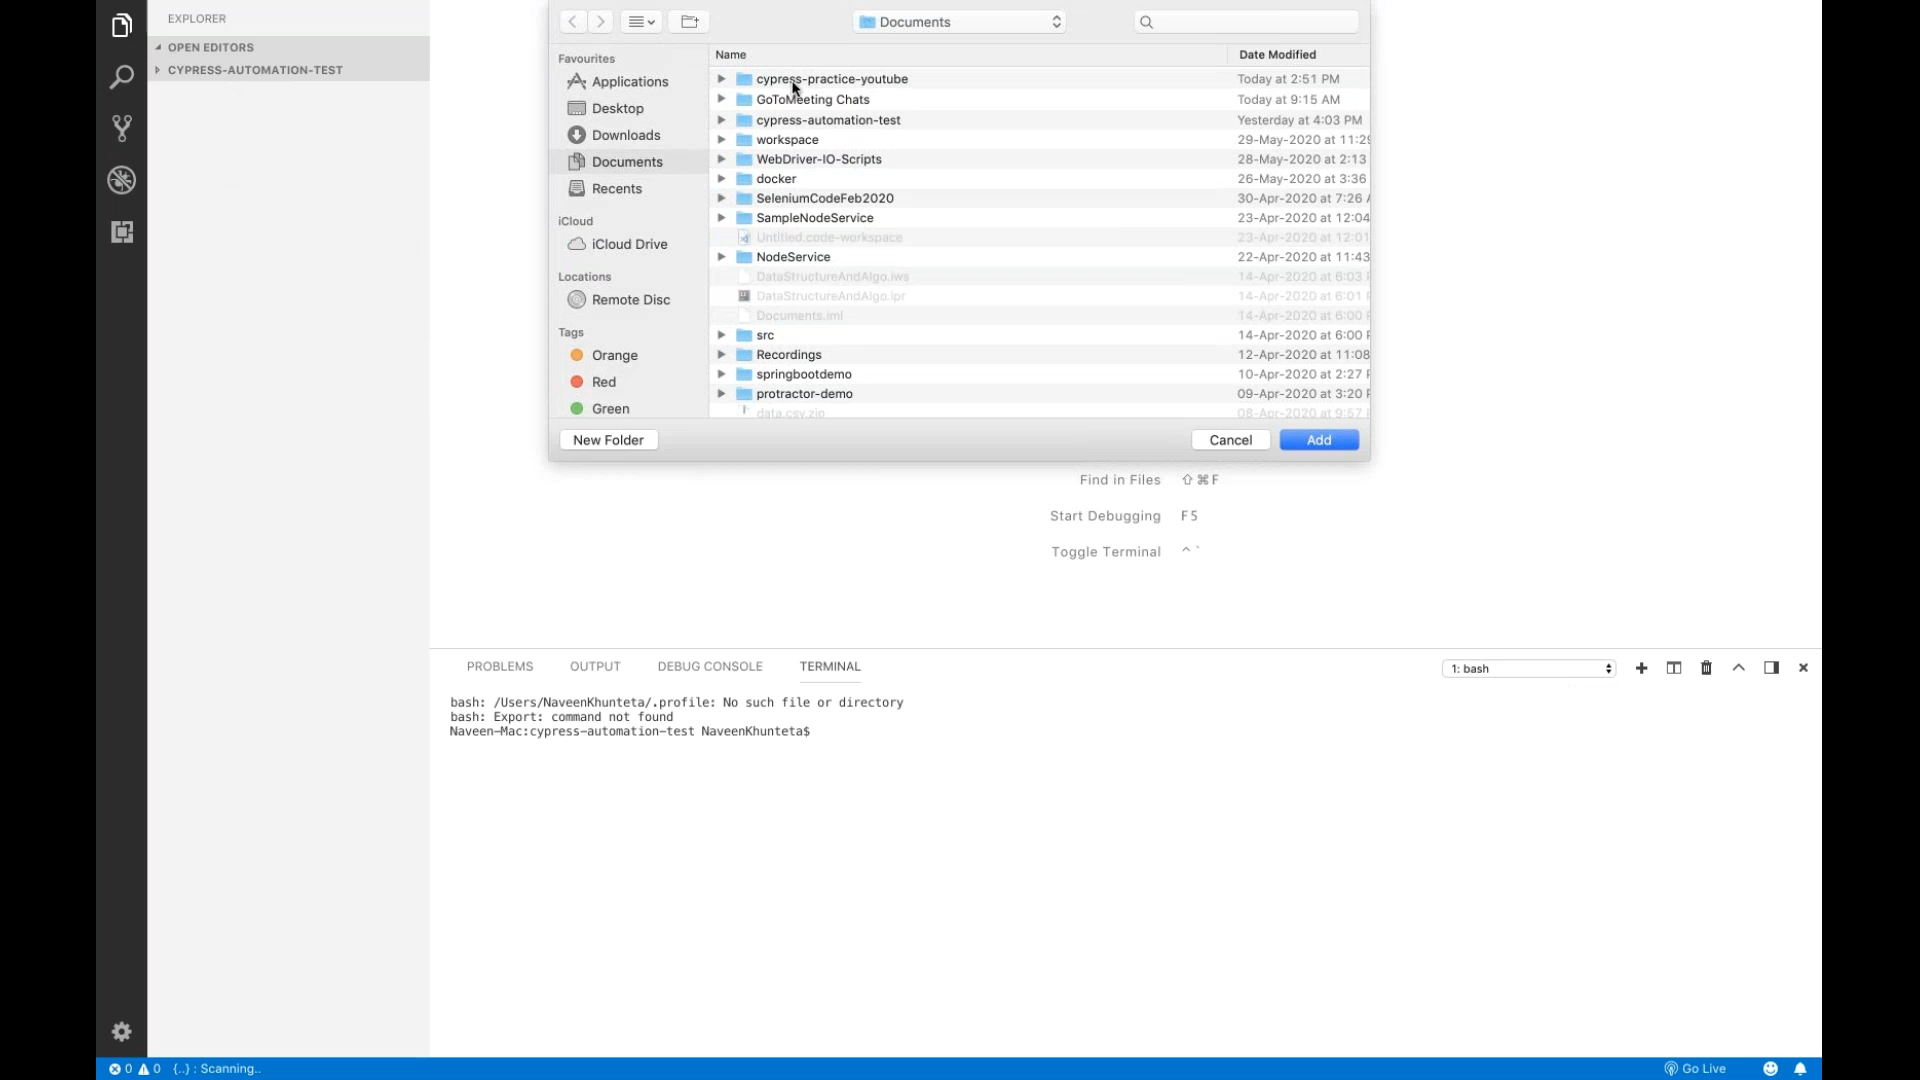 EXPLORER
OPEN EDITORS
CYPRESS-AUTOMATION-TEST
Documents
Favourites
Applications
Desktop
Downloads
Documents
Recents
iCloud
iCloud Drive
Locations
Remote Disc
Tags
Orange
Red
Green
Name Date Modified
cypress-practice-youtube Today at 2:51 PM
GoToMeeting Chats Today at 9:15 AM
cypress-automation-test Yesterday at 4:03 PM
workspace 29-May-2020 at 11:29
WebDriver-IO-Scripts 28-May-2020 at 2:13
docker 26-May-2020 at 3:36
SeleniumCodeFeb2020 30-Apr-2020 at 7:26
SampleNodeService 23-Apr-2020 at 12:04
Untitled.code-workspace 23-Apr-2020 at 12:01
NodeService 22-Apr-2020 at 11:43
DataStructureAndAlgo.iws 14-Apr-2020 at 6:03
DataStructureAndAlgo.ipr 14-Apr-2020 at 6:01
Documents.iml 14-Apr-2020 at 6:00
src 14-Apr-2020 at 6:00
Recordings 12-Apr-2020 at 11:08
springbootdemo 10-Apr-2020 at 2:27
protractor-demo 09-Apr-2020 at 3:20
data.csv.zip 08-Apr-2020 at 9:57
New Folder Cancel Add
Find in Files ⇧⌘F
Start Debugging F5
Toggle Terminal ^`
PROBLEMS OUTPUT DEBUG CONSOLE TERMINAL 1: bash
bash: /Users/NaveenKhunteta/.profile: No such file or directory
bash: Export: command not found
Naveen-Mac:cypress-automation-test NaveenKhunteta$
0 0 {..} : Scanning.. Go Live